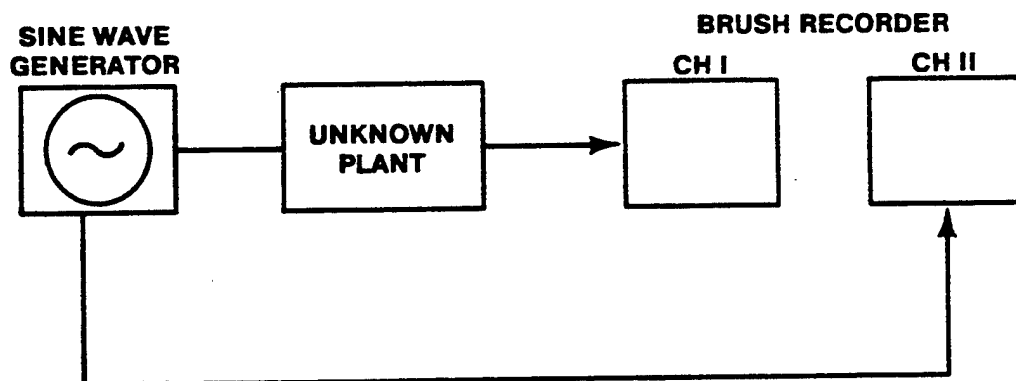 SINE WAVE
GENERATOR
UNKNOWN
PLANT
BRUSH RECORDER
CH I
CH II